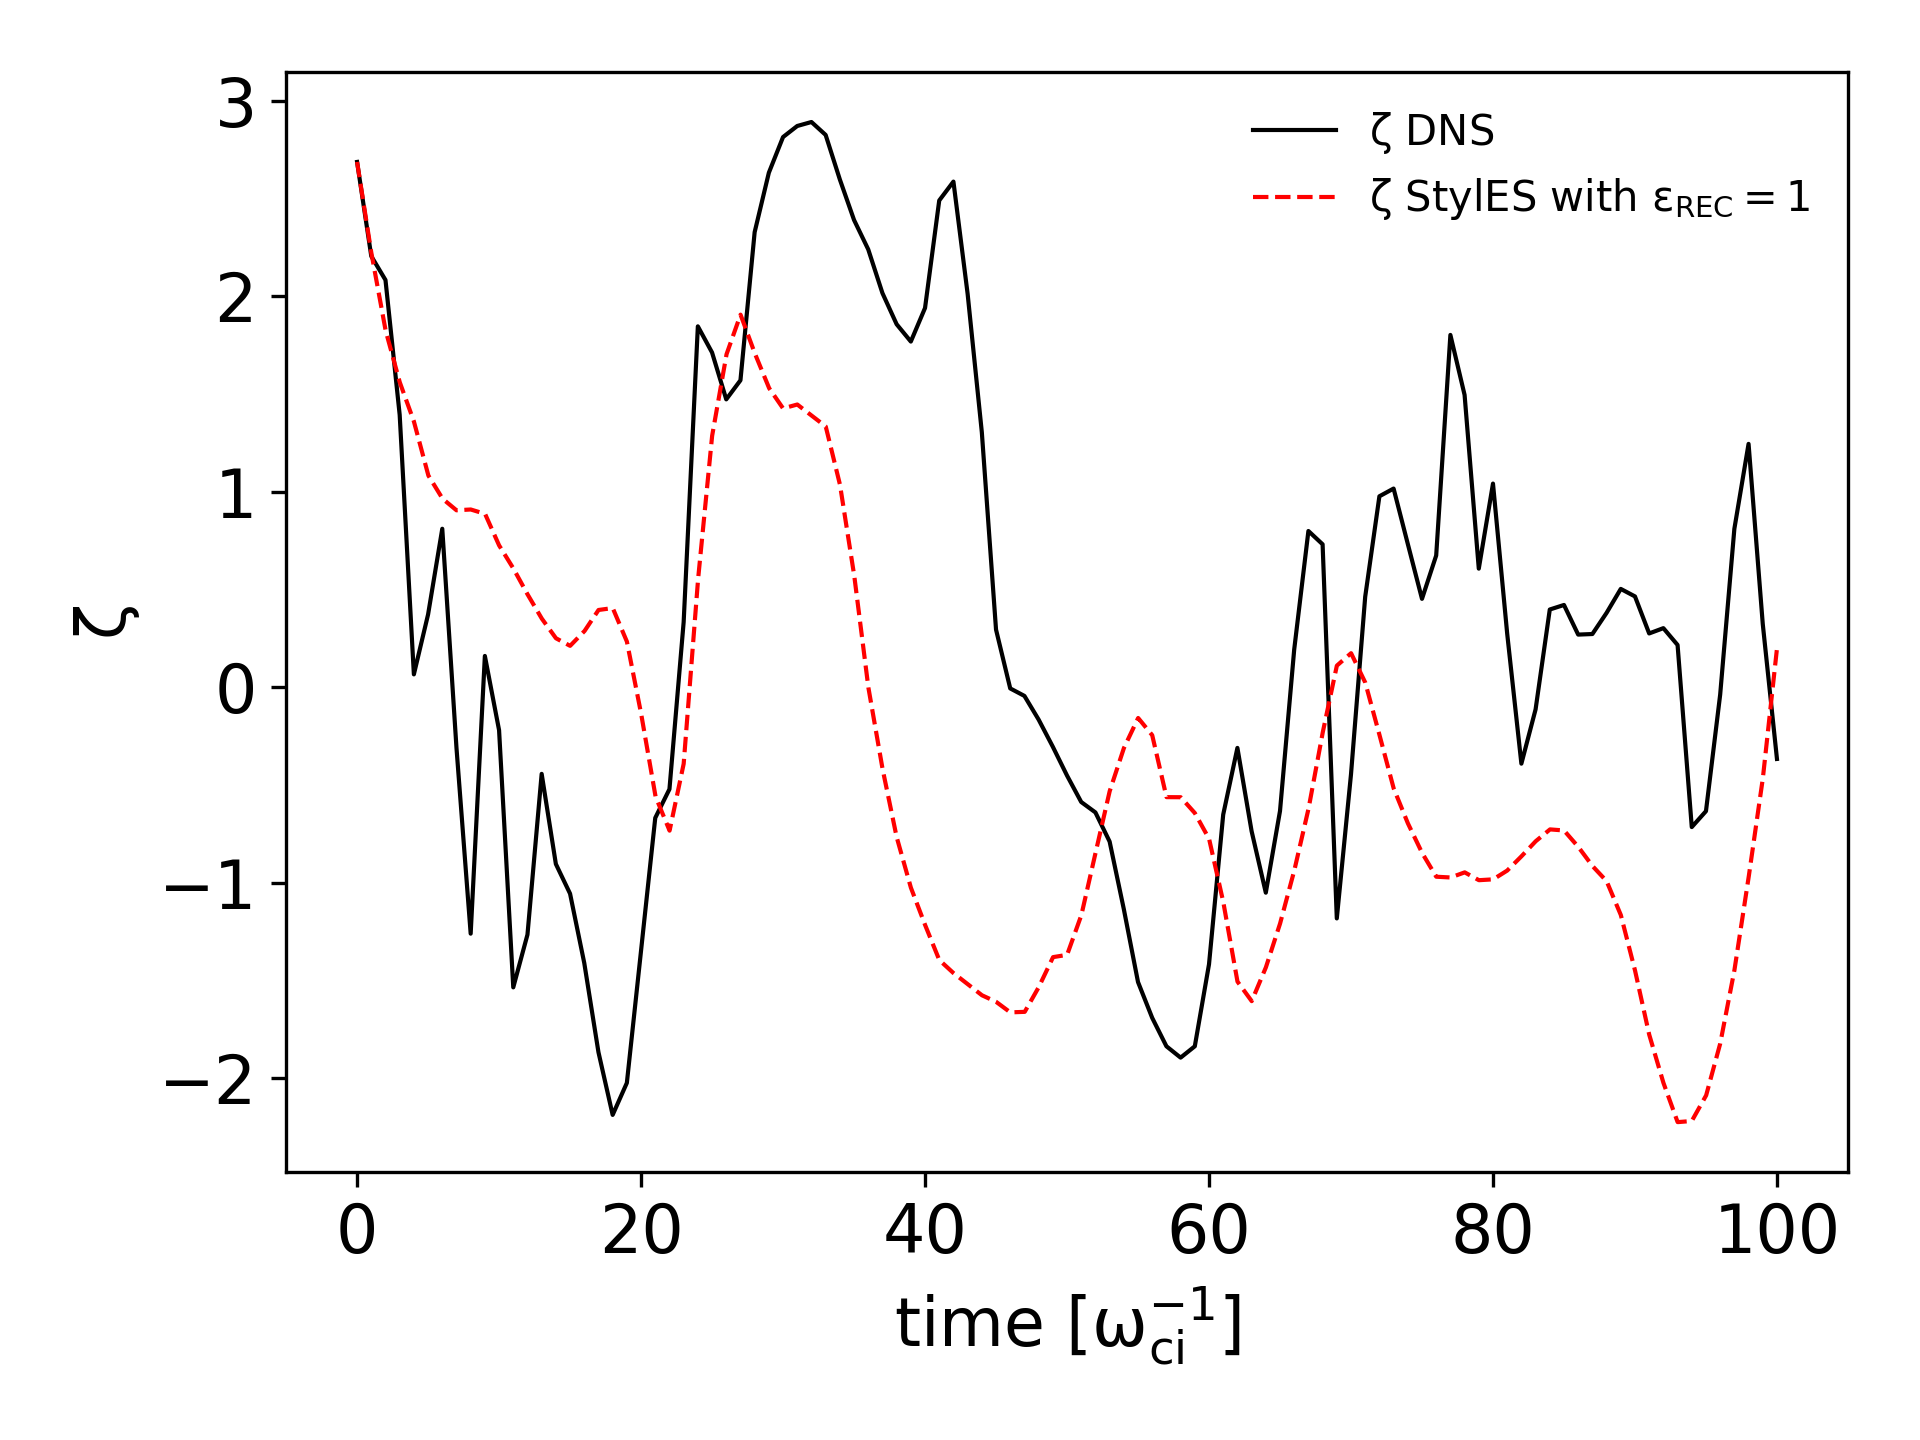 ζ DNS
ζ StylES with ε_REC = 1
3
2
1
0
−1
−2
ζ
0 20 40 60 80 100
time [ω_ci^−1]